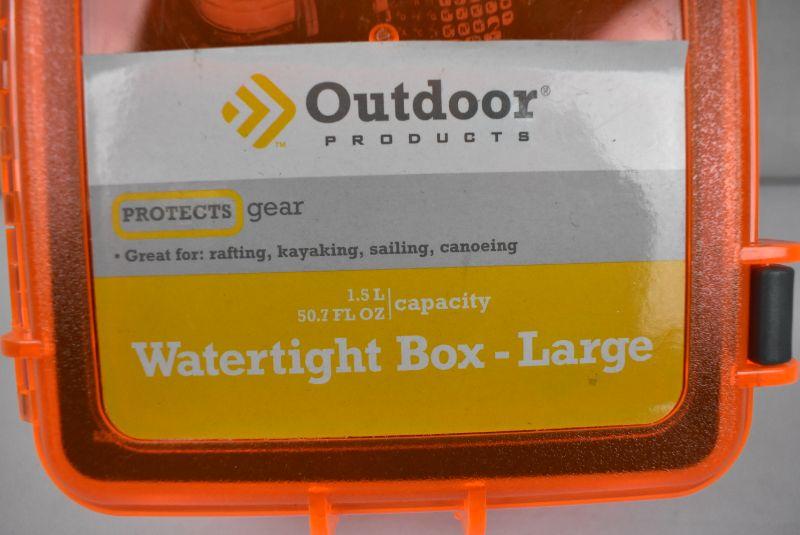 Outdoor®
PRODUCTS
™
PROTECTS gear
• Great for: rafting, kayaking, sailing, canoeing
1.5 L
50.7 FL OZ
capacity
Watertight Box - Large